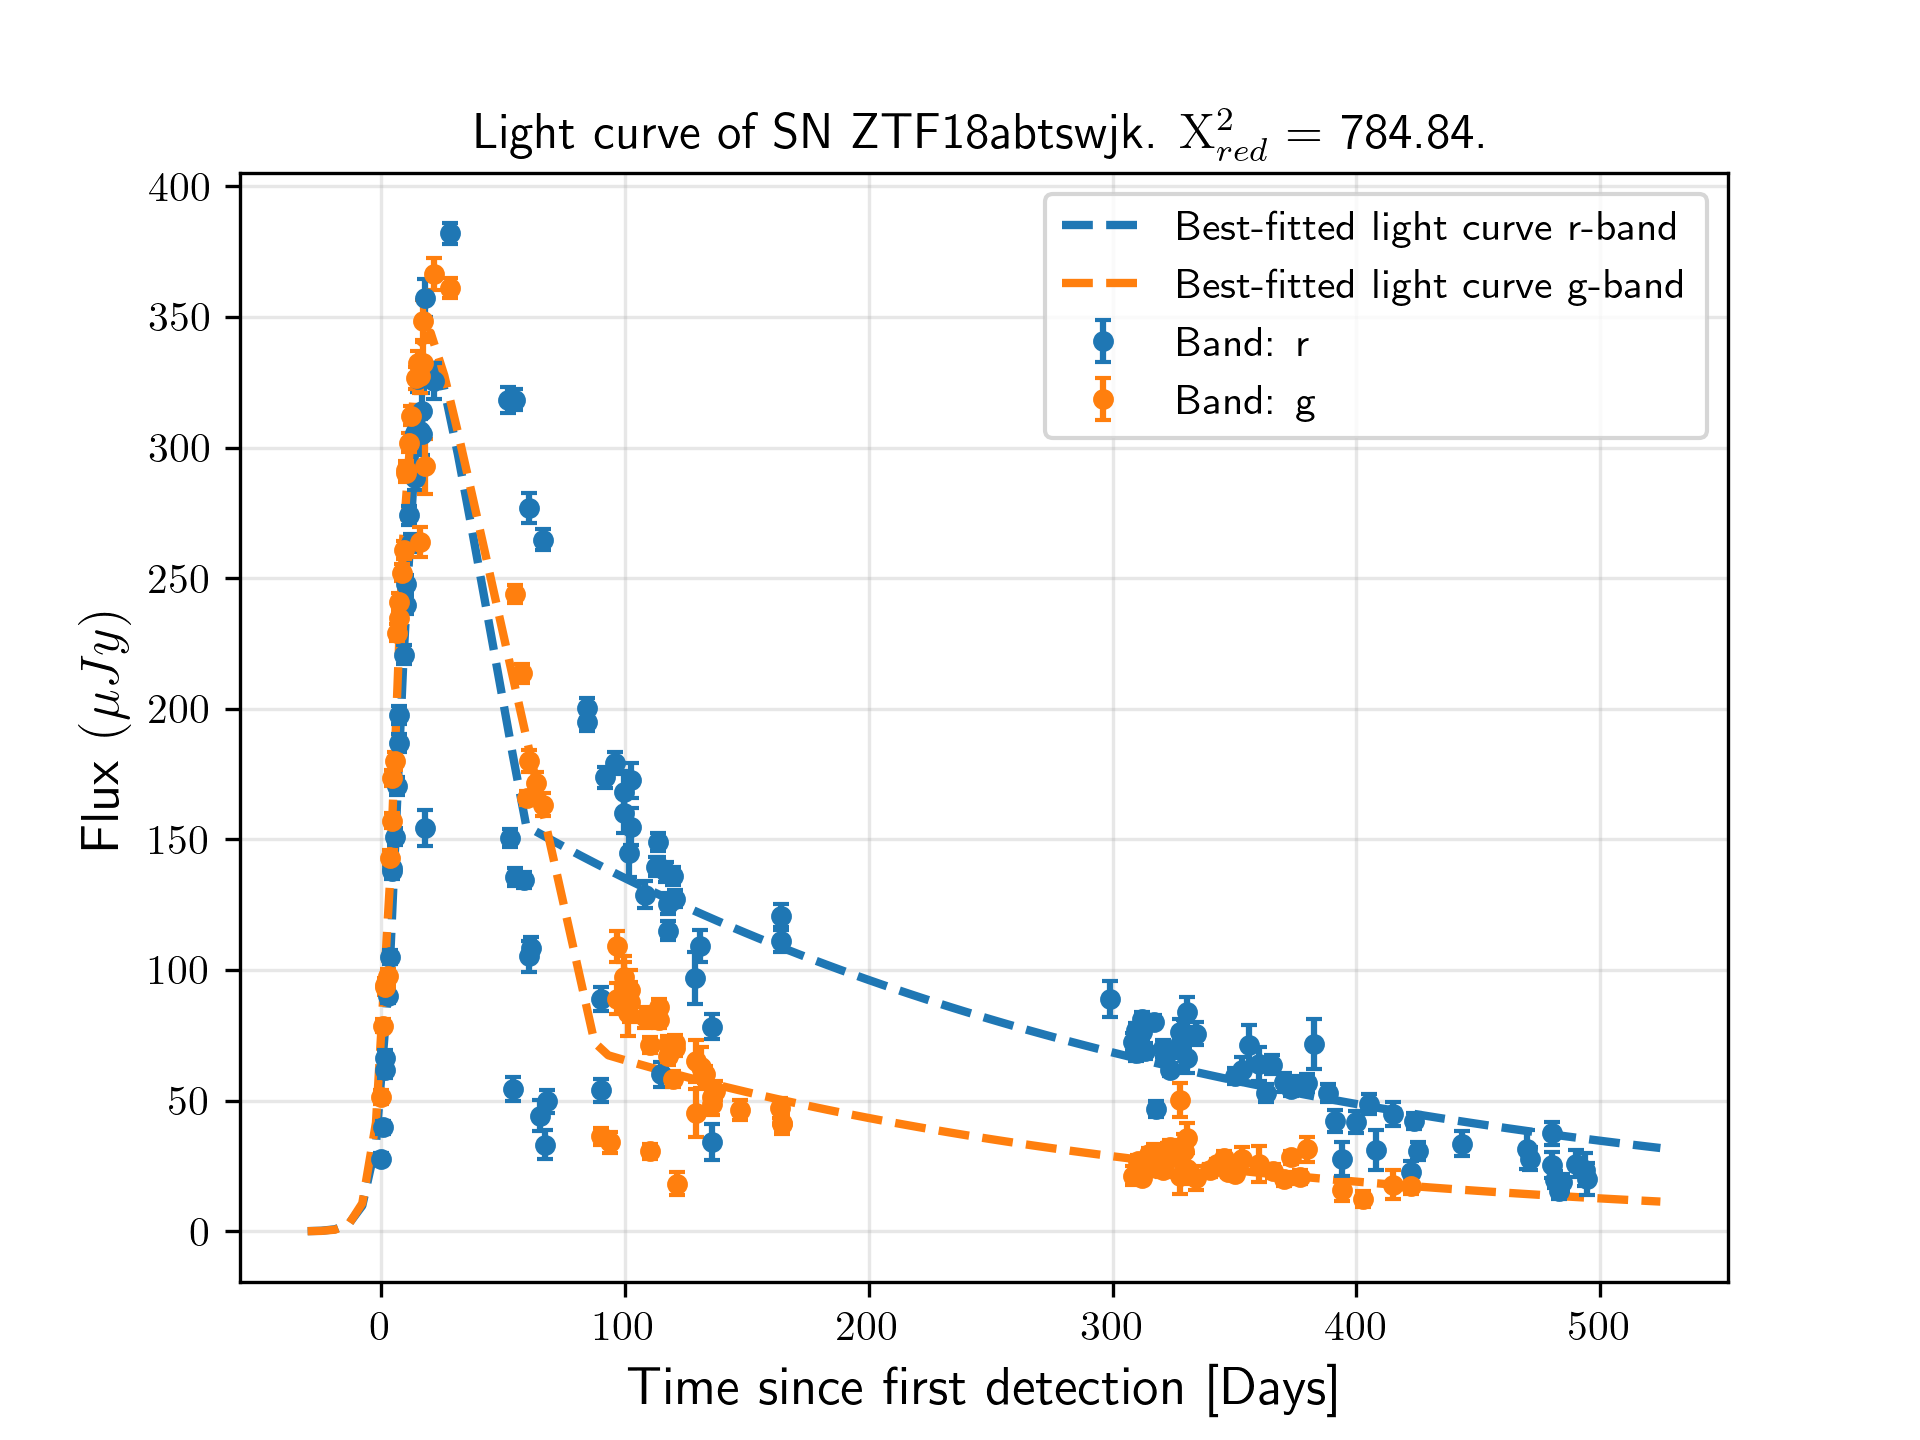 Light curve of SN ZTF18abtswjk. X²_red = 784.84.
Best-fitted light curve r-band
Best-fitted light curve g-band
Band: r
Band: g
Flux (μJy)
400
350
300
250
200
150
100
50
0
0 100 200 300 400 500
Time since first detection [Days]